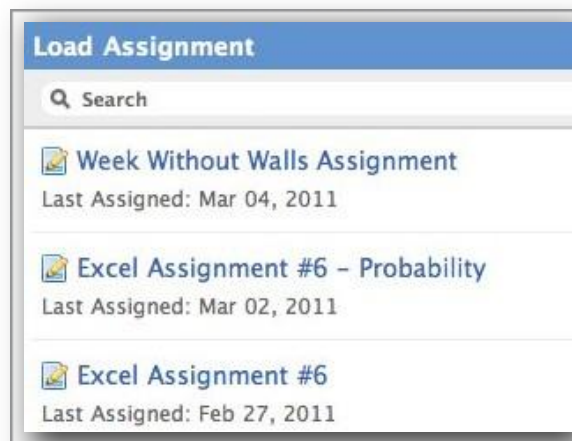 Load Assignment
Search
Week Without Walls Assignment
Last Assigned: Mar 04, 2011
Excel Assignment #6 – Probability
Last Assigned: Mar 02, 2011
Excel Assignment #6
Last Assigned: Feb 27, 2011